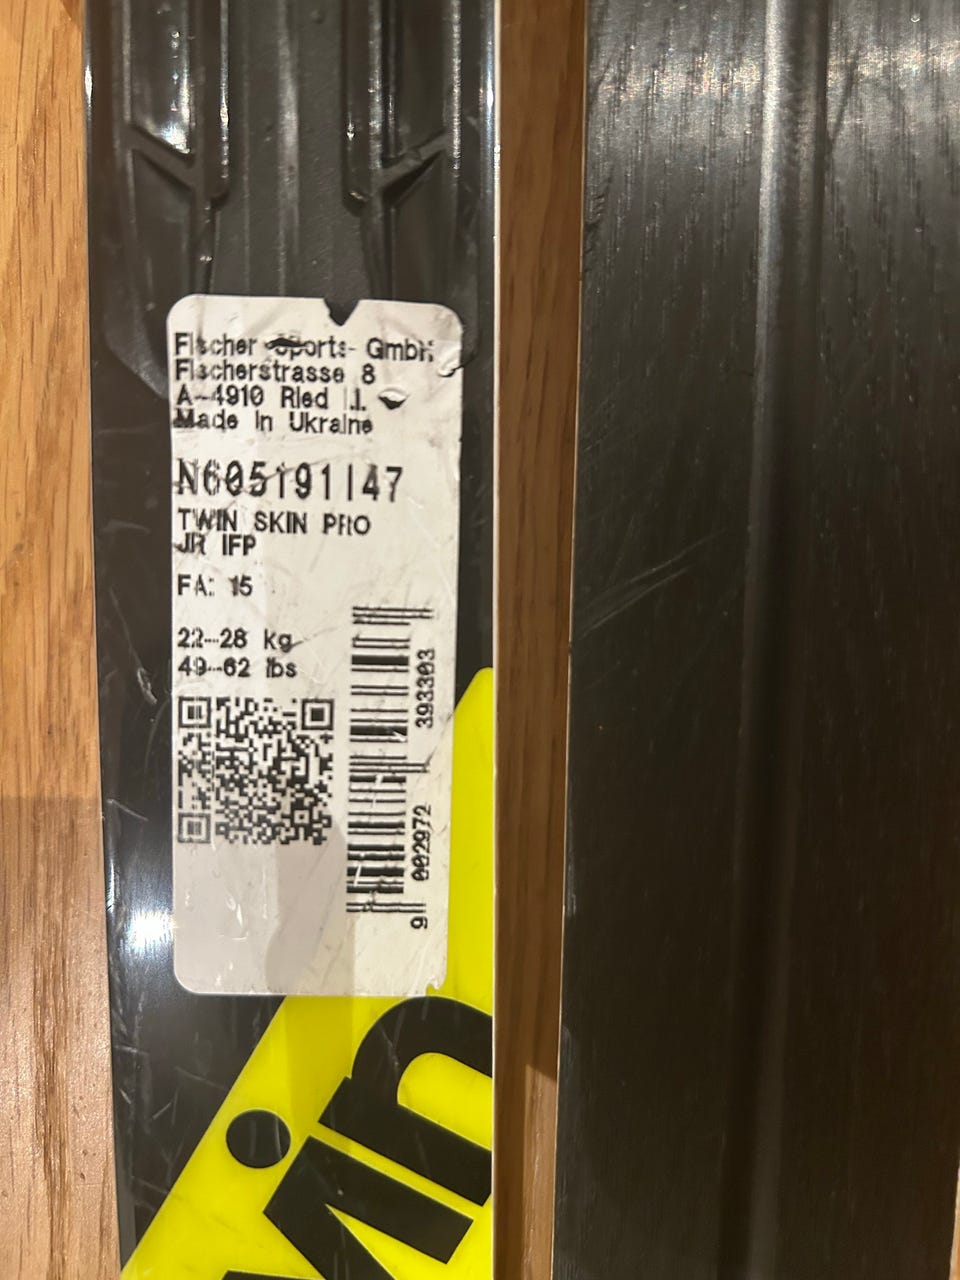 Fischer Sports GmbH
Fischerstrasse 8
A-4910 Ried I.I.
Made in Ukraine
N60519147
TWIN SKIN PRO
JR IFP
FA: 15
22-28 kg
49-62 lbs
9 002972 393303